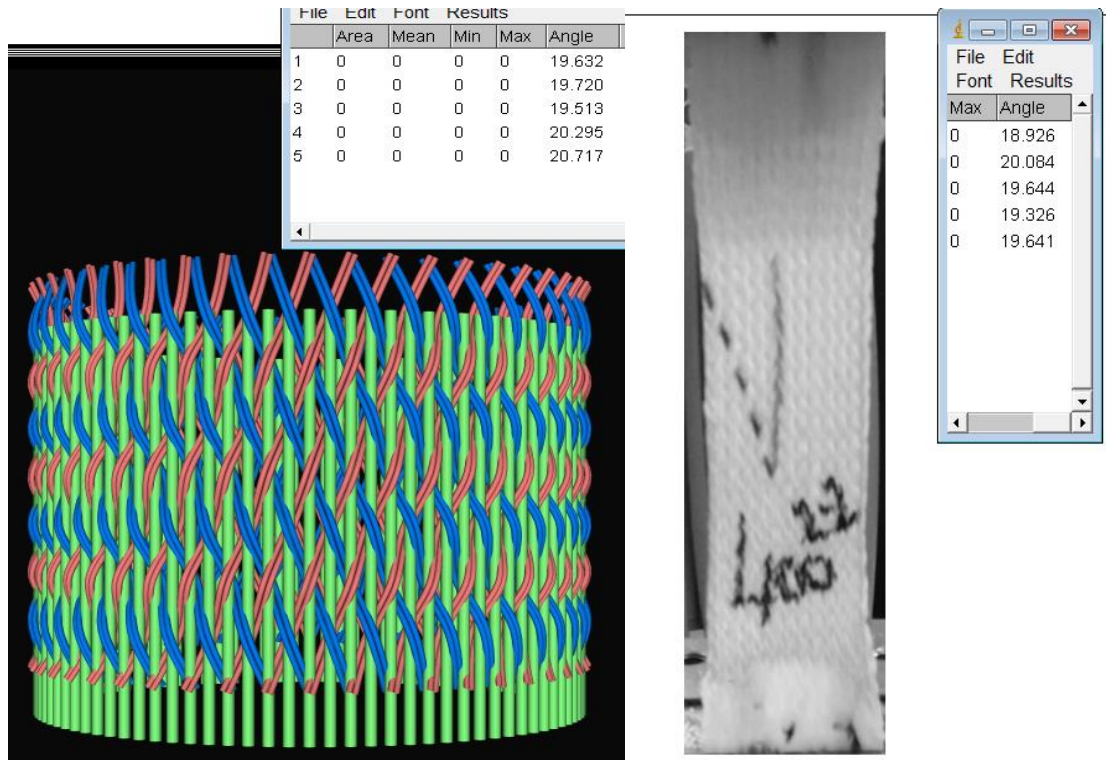 File Edit Font Results
Area Mean Min Max Angle
1 0 0 0 0 19.632
2 0 0 0 0 19.720
3 0 0 0 0 19.513
4 0 0 0 0 20.295
5 0 0 0 0 20.717
400
File Edit
Font Results
Max Angle
0 18.926
0 20.084
0 19.644
0 19.326
0 19.641